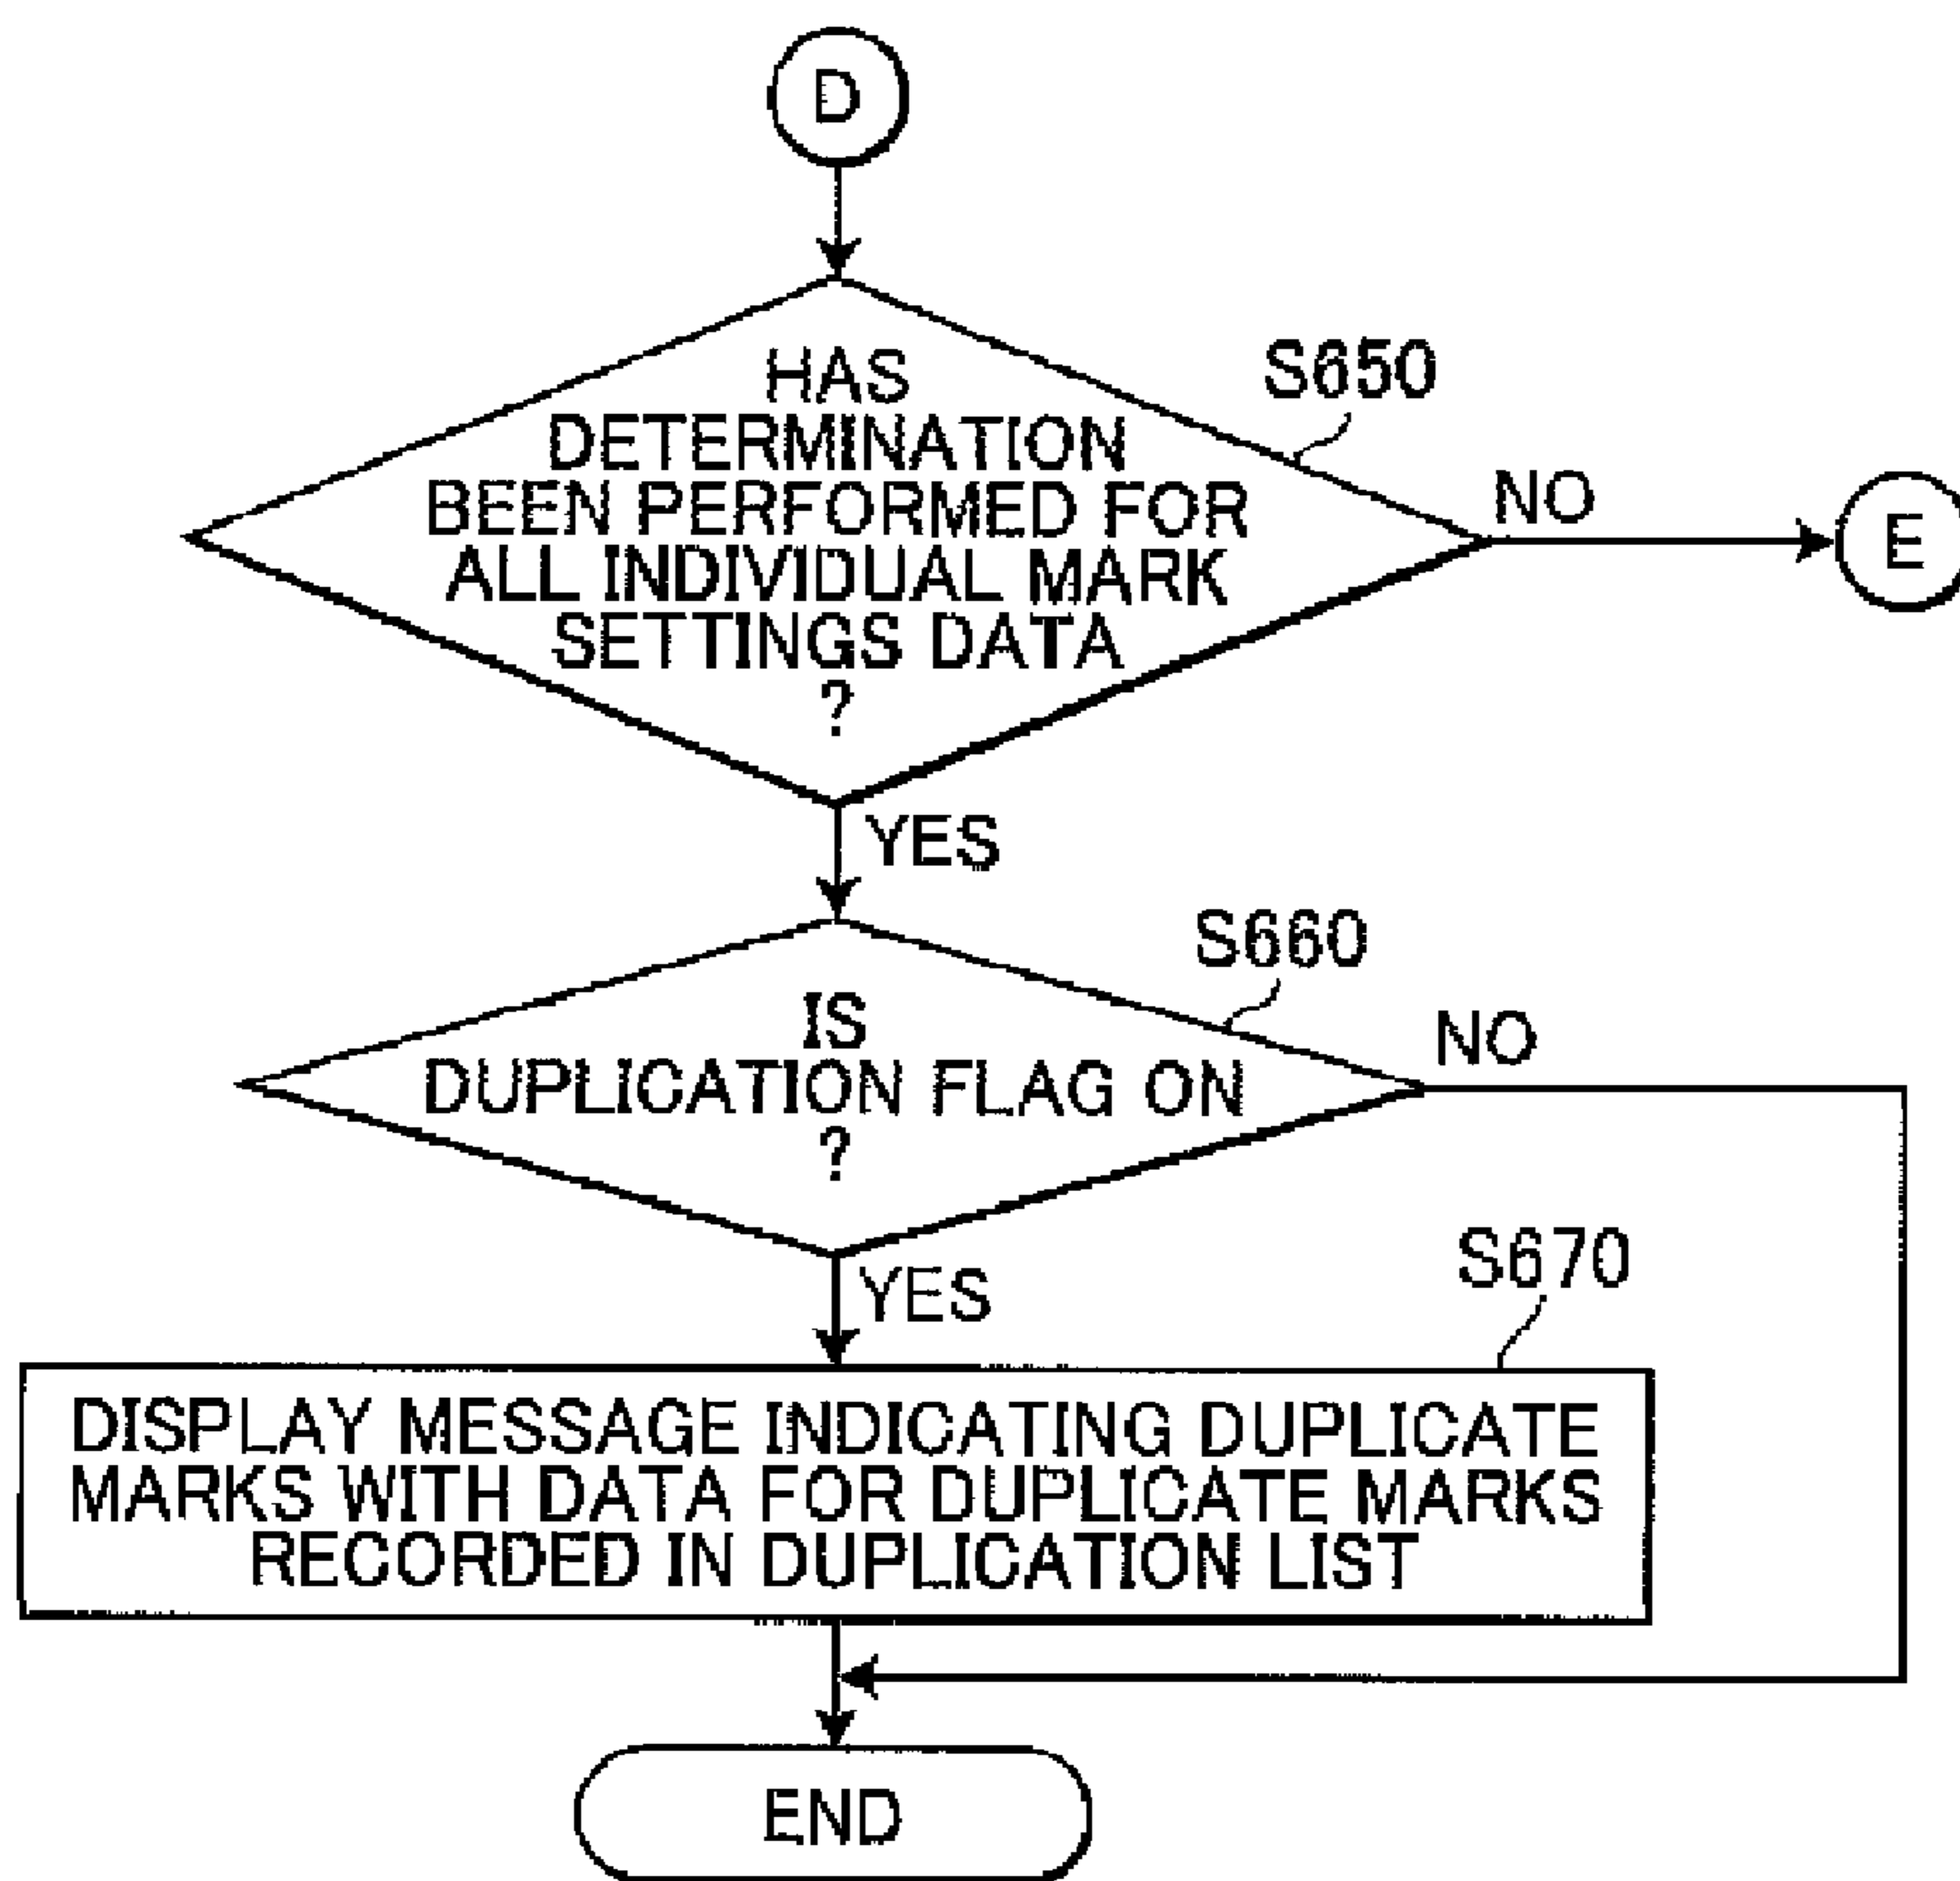 D
HAS
DETERMINATION
BEEN PERFORMED FOR
ALL INDIVIDUAL MARK
SETTINGS DATA
?
S650
NO
E
YES
S660
IS
DUPLICATION FLAG ON
?
NO
YES
S670
DISPLAY MESSAGE INDICATING DUPLICATE
MARKS WITH DATA FOR DUPLICATE MARKS
RECORDED IN DUPLICATION LIST
END